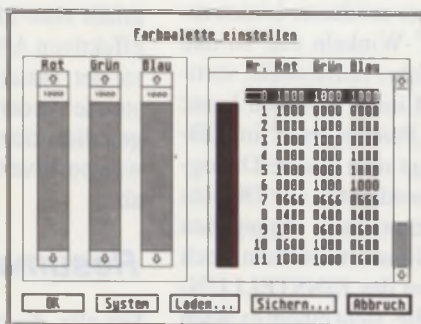 Farbpalette einstellen
Rot Grün Blau
1000 1000 1000
Nr. Rot Grün Blau
0 1000 1000 1000
1 1000 0000 0000
2 0000 1000 0000
3 1000 1000 0000
4 0000 0000 1000
5 1000 0000 1000
6 0000 1000 1000
7 0666 0666 0666
8 0400 0400 0400
9 1000 0600 0600
10 0600 1000 0600
11 1000 1000 0600
OK System Laden... Sichern... Abbruch